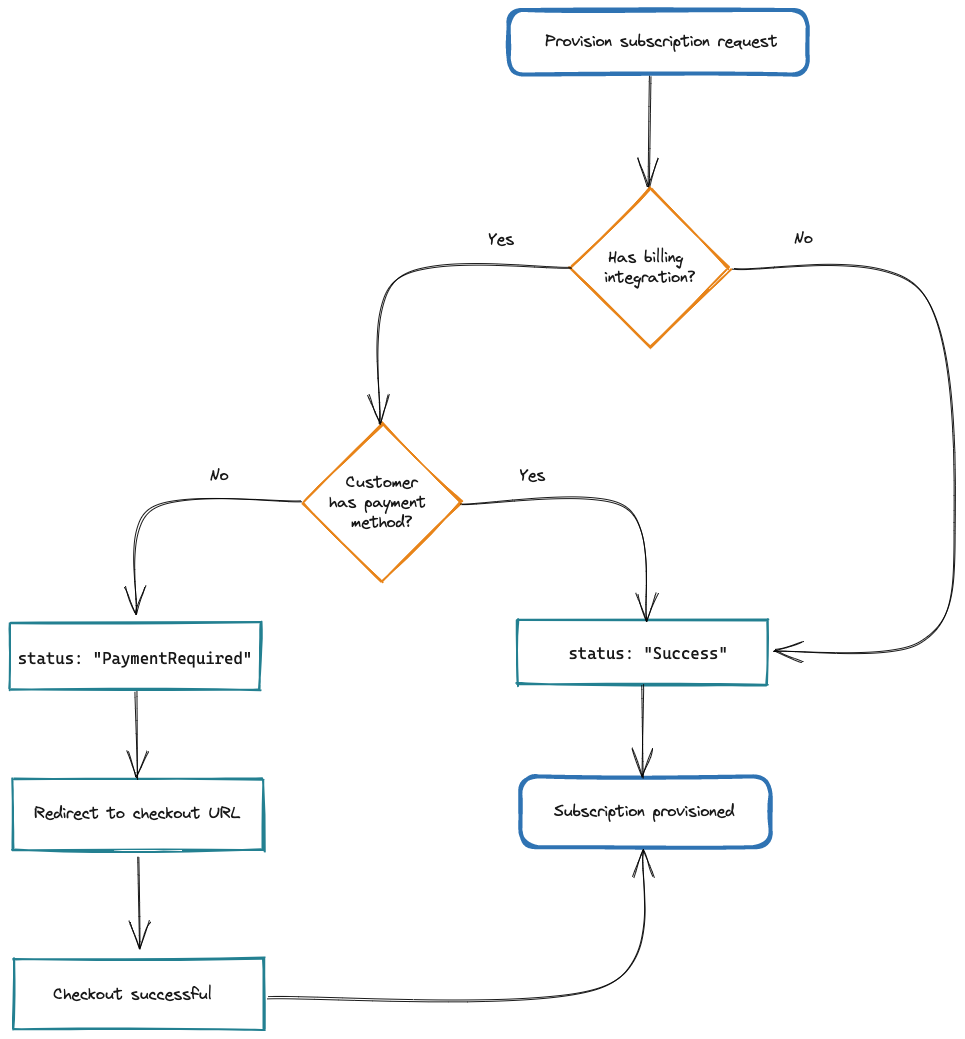 Provision subscription request
Yes
No
Has billing
integration?
No
Yes
Customer
has payment
method?
status: "PaymentRequired"
status: "Success"
Redirect to checkout URL
Subscription provisioned
Checkout successful